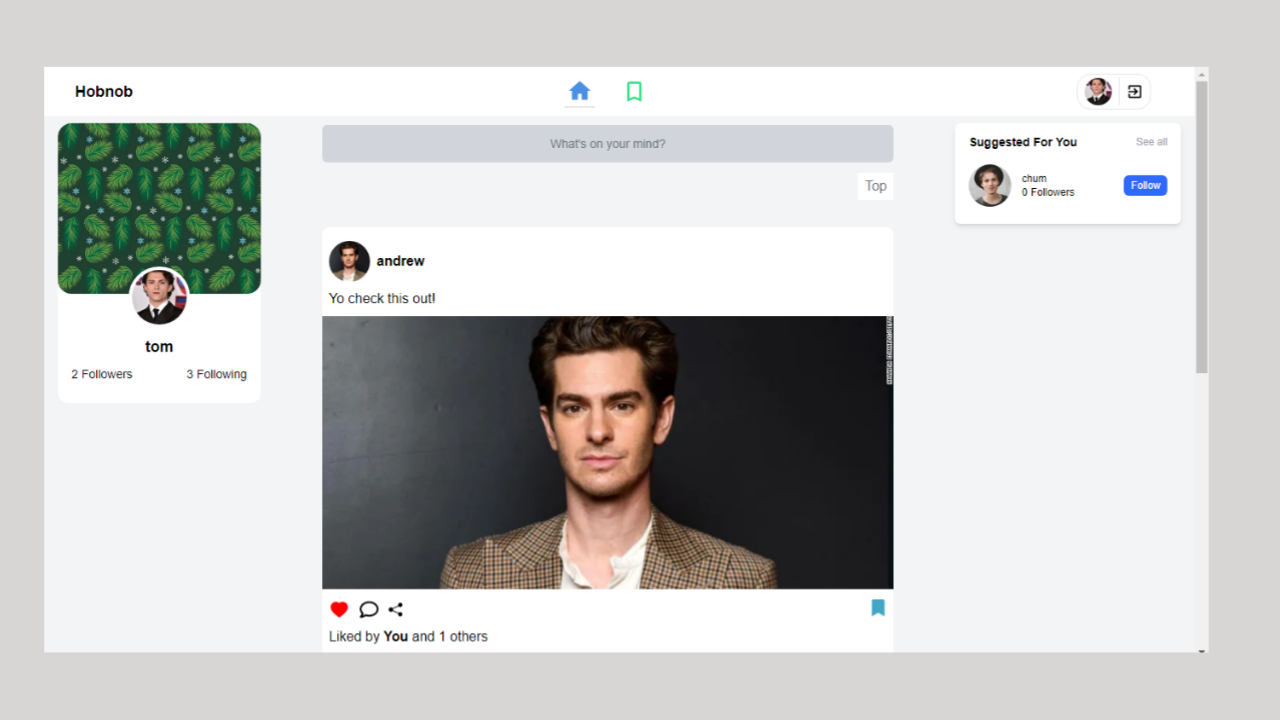 Hobnob
What's on your mind?
Top
Suggested For You
See all
chum
0 Followers
Follow
andrew
Yo check this out!
tom
2 Followers
3 Following
Liked by You and 1 others